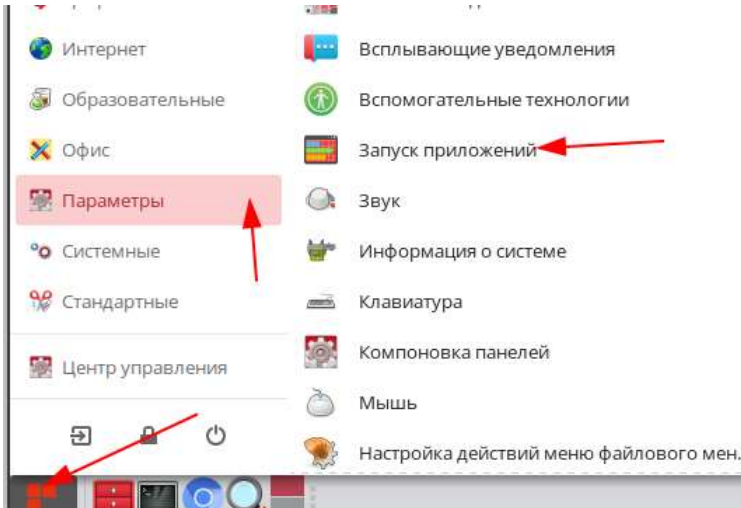 Интернет
Образовательные
Офис
Параметры
Системные
Стандартные
Центр управления
Всплывающие уведомления
Вспомогательные технологии
Запуск приложений
Звук
Информация о системе
Клавиатура
Компоновка панелей
Мышь
Настройка действий меню файлового мен.